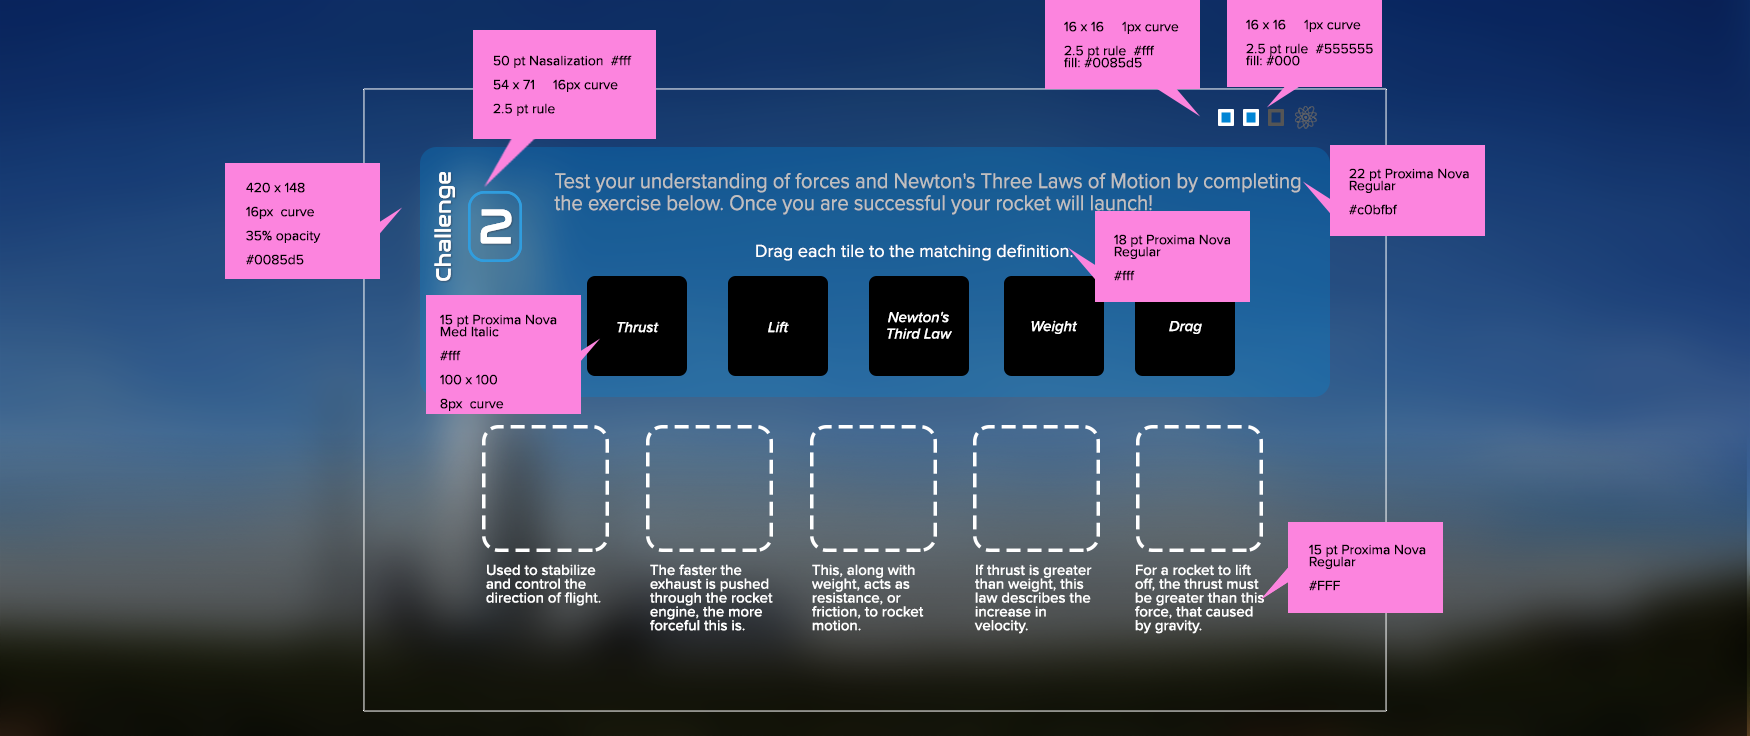 16 x 16 1px curve
2.5 pt rule #fff
fill: #0085d5
16 x 16 1px curve
2.5 pt rule #555555
fill: #000
50 pt Nasalization #fff
54 x 71 16px curve
2.5 pt rule
420 x 148
16px curve
35% opacity
#0085d5
Challenge
2
Test your understanding of forces and Newton's Three Laws of Motion by completing
the exercise below. Once you are successful your rocket will launch!
22 pt Proxima Nova
Regular
#c0bfbf
Drag each tile to the matching definition.
18 pt Proxima Nova
Regular
#fff
15 pt Proxima Nova
Med Italic
#fff
100 x 100
8px curve
Thrust
Lift
Newton's
Third Law
Weight
Drag
Used to stabilize
and control the
direction of flight.
The faster the
exhaust is pushed
through the rocket
engine, the more
forceful this is.
This, along with
weight, acts as
resistance, or
friction, to rocket
motion.
If thrust is greater
than weight, this
law describes the
increase in
velocity.
For a rocket to lift
off, the thrust must
be greater than this
force, that caused
by gravity.
15 pt Proxima Nova
Regular
#FFF